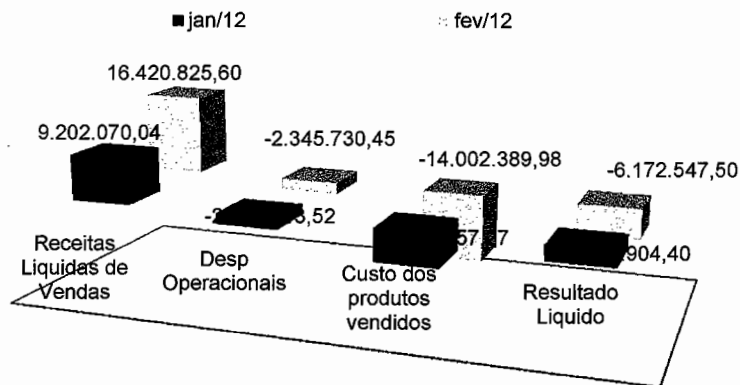 jan/12 fev/12
16.420.825,60
9.202.070,04
-2.345.730,45
-14.002.389,98
-6.172.547,50
Receitas
Liquidas de
Vendas
Desp
Operacionais
Custo dos
produtos
vendidos
Resultado
Liquido